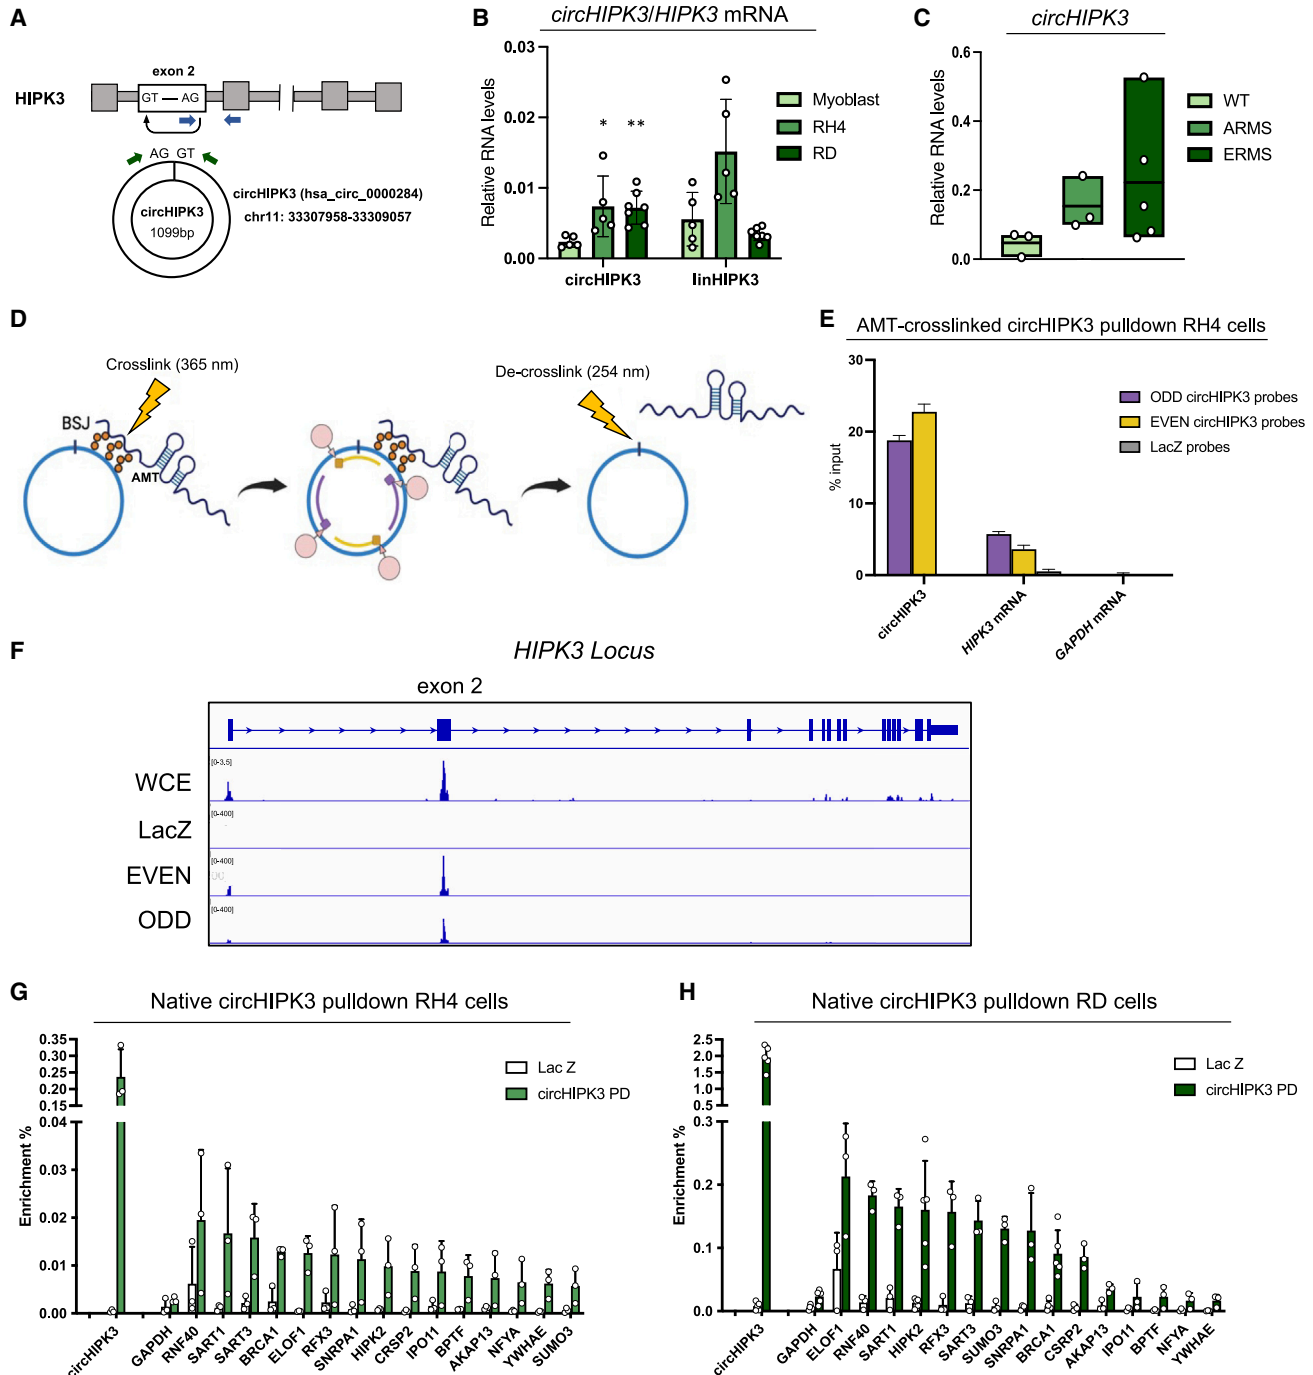 A
HIPK3
exon 2
GT — AG
AG GT
circHIPK3
1099bp
circHIPK3 (hsa_circ_0000284)
chr11: 33307958-33309057
B
circHIPK3/HIPK3 mRNA
Relative RNA levels
0.03
0.02
0.01
0.00
* **
circHIPK3
linHIPK3
Myoblast
RH4
RD
C
circHIPK3
Relative RNA levels
0.6
0.4
0.2
0.0
WT
ARMS
ERMS
D
Crosslink (365 nm)
BSJ
AMT
De-crosslink (254 nm)
E
AMT-crosslinked circHIPK3 pulldown RH4 cells
% input
30
20
10
0
circHIPK3
HIPK3 mRNA
GAPDH mRNA
ODD circHIPK3 probes
EVEN circHIPK3 probes
LacZ probes
F
HIPK3 Locus
exon 2
WCE
[0-3.5]
LacZ
[0-400]
EVEN
[0-400]
ODD
[0-400]
G
Native circHIPK3 pulldown RH4 cells
Enrichment %
0.35
0.30
0.25
0.20
0.15
0.04
0.03
0.02
0.01
0.00
Lac Z
circHIPK3 PD
circHIPK3
GAPDH
RNF40
SART1
SART3
BRCA1
ELOF1
RFX3
SNRPA1
HIPK2
CRSP2
IPO11
BPTF
AKAP13
NFYA
YWHAE
SUMO3
H
Native circHIPK3 pulldown RD cells
Enrichment %
2.5
2.0
1.5
1.0
0.5
0.3
0.2
0.1
0.0
Lac Z
circHIPK3 PD
circHIPK3
GAPDH
ELOF1
RNF40
SART1
HIPK2
RFX3
SART3
SUMO3
SNRPA1
BRCA1
CSRP2
AKAP13
IPO11
BPTF
NFYA
YWHAE